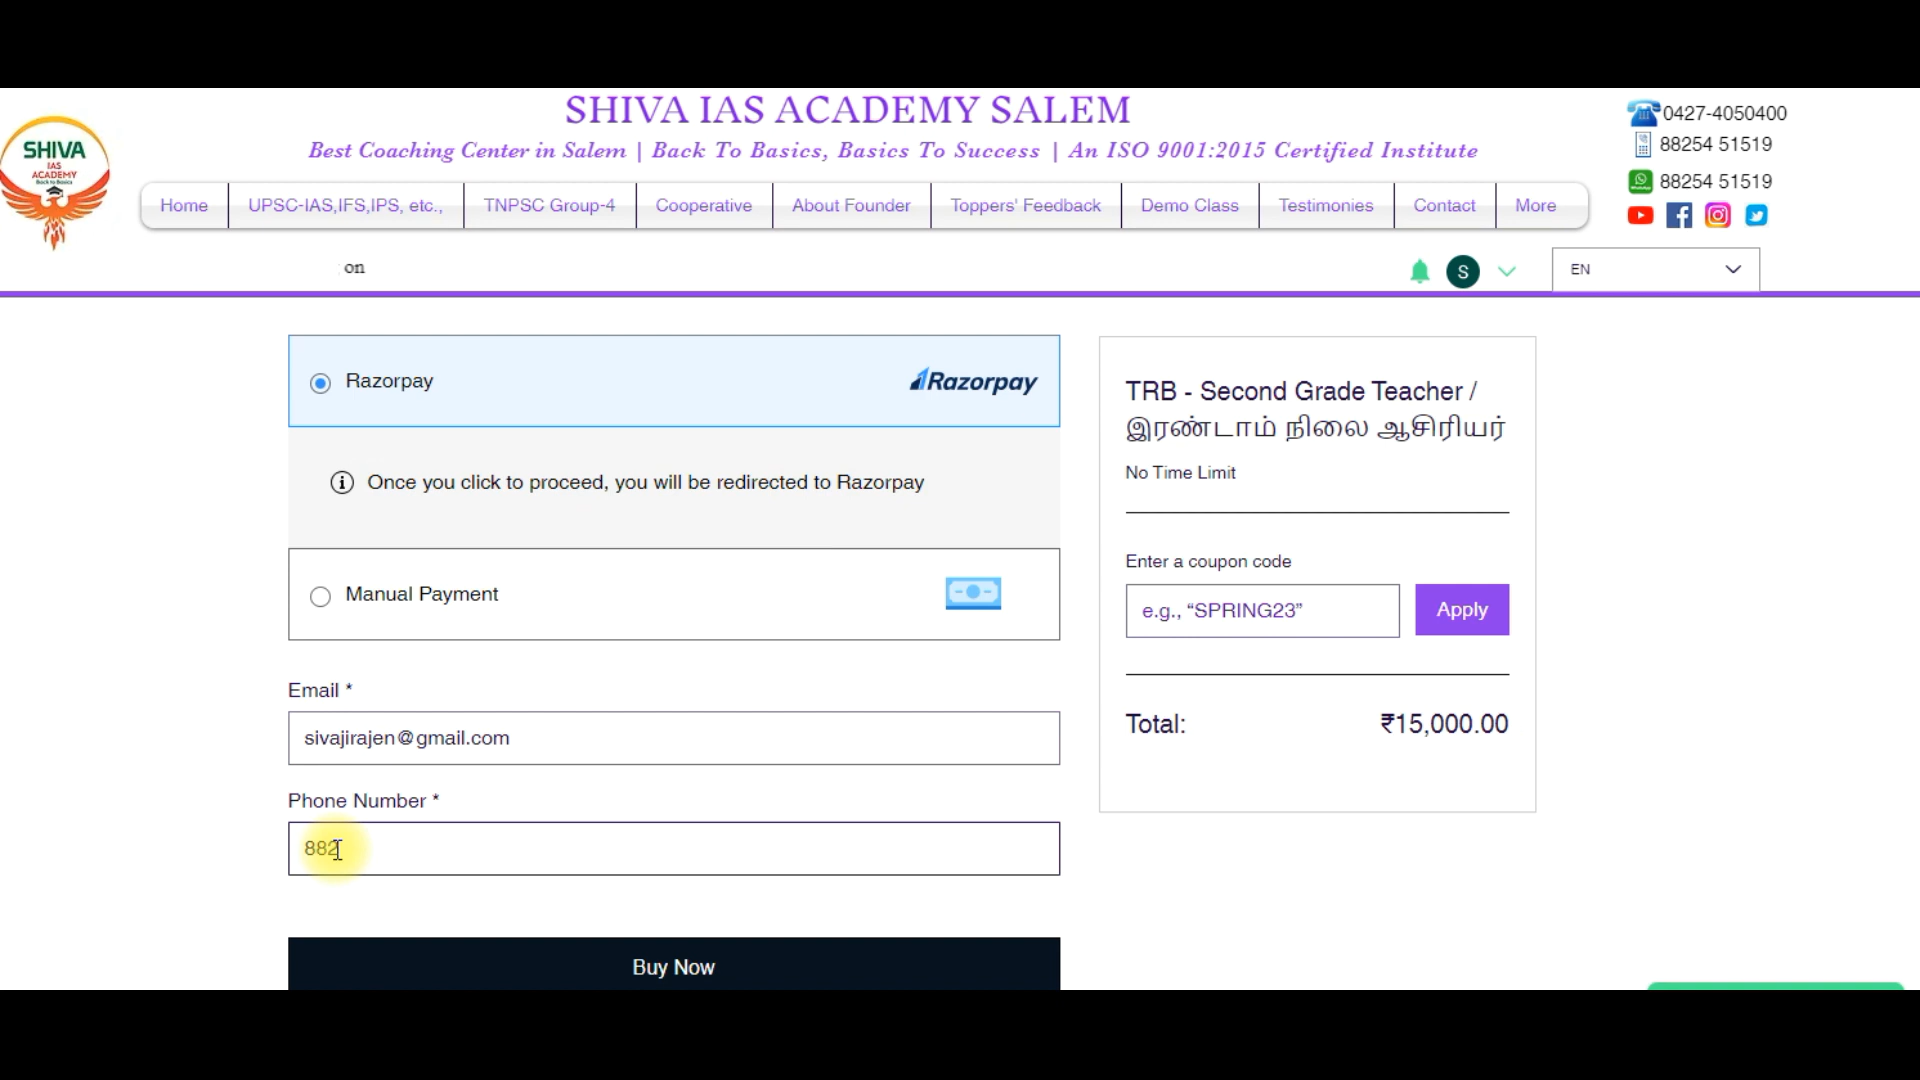 SHIVA IAS ACADEMY SALEM
Best Coaching Center in Salem | Back To Basics, Basics To Success | An ISO 9001:2015 Certified Institute
0427-4050400
88254 51519
88254 51519
SHIVA
IAS
ACADEMY
Back to Basics
Home
UPSC-IAS,IFS,IPS, etc.,
TNPSC Group-4
Cooperative
About Founder
Toppers' Feedback
Demo Class
Testimonies
Contact
More
on
S
EN
Razorpay
Razorpay
Once you click to proceed, you will be redirected to Razorpay
Manual Payment
Email *
sivajirajen@gmail.com
Phone Number *
882
Buy Now
TRB - Second Grade Teacher /
இரண்டாம் நிலை ஆசிரியர்
No Time Limit
Enter a coupon code
e.g., “SPRING23”
Apply
Total:
₹15,000.00